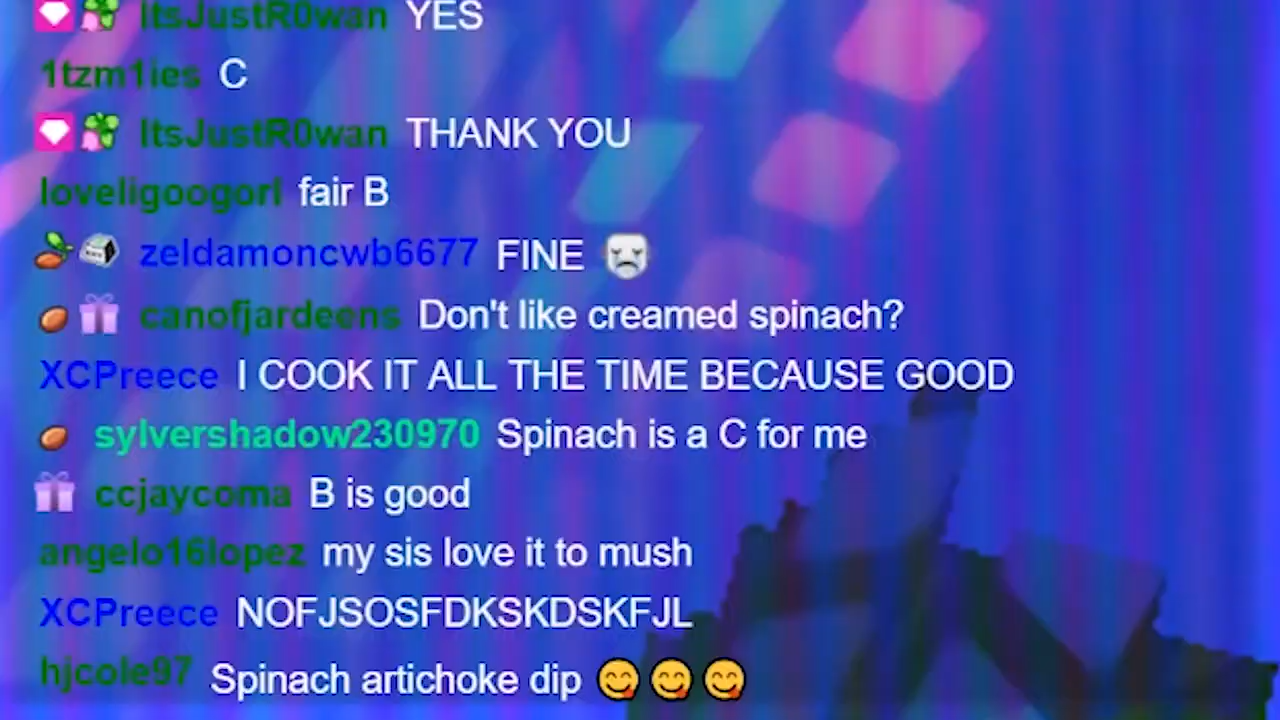 ItsJustR0wan YES
1tzm1ies C
ItsJustR0wan THANK YOU
loveligoogorl fair B
zeldamoncwb6677 FINE
canofjardeens Don't like creamed spinach?
XCPreece I COOK IT ALL THE TIME BECAUSE GOOD
sylvershadow230970 Spinach is a C for me
ccjaycoma B is good
angelo16lopez my sis love it to mush
XCPreece NOFJSOSFDKSKDSKFJL
hjcole97 Spinach artichoke dip 😋😋😋